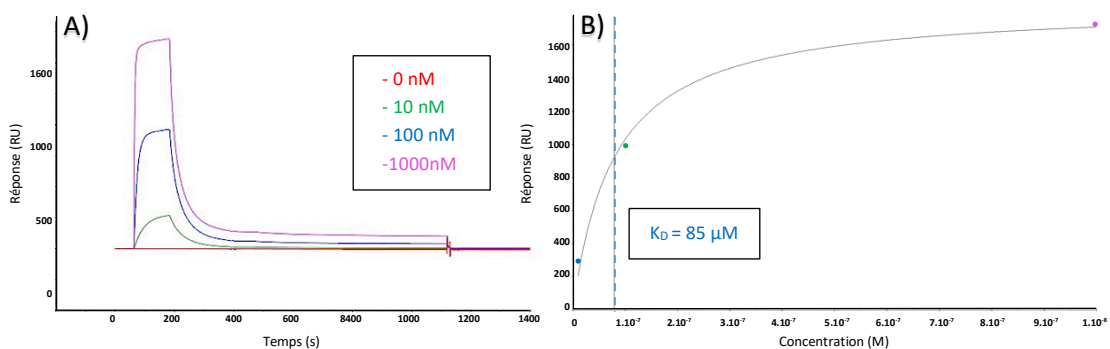 A)
Réponse (RU)
1600
1000
500
0
- 0 nM
- 10 nM
- 100 nM
-1000nM
0 200 400 600 8400 1000 1200 1400
Temps (s)
B)
Réponse (RU)
1600
1400
1200
1000
800
600
400
200
0
K_D = 85 µM
0 1.10⁻⁷ 2.10⁻⁷ 3.10⁻⁷ 4.10⁻⁷ 5.10⁻⁷ 6.10⁻⁷ 7.10⁻⁷ 8.10⁻⁷ 9.10⁻⁷ 1.10⁻⁸
Concentration (M)